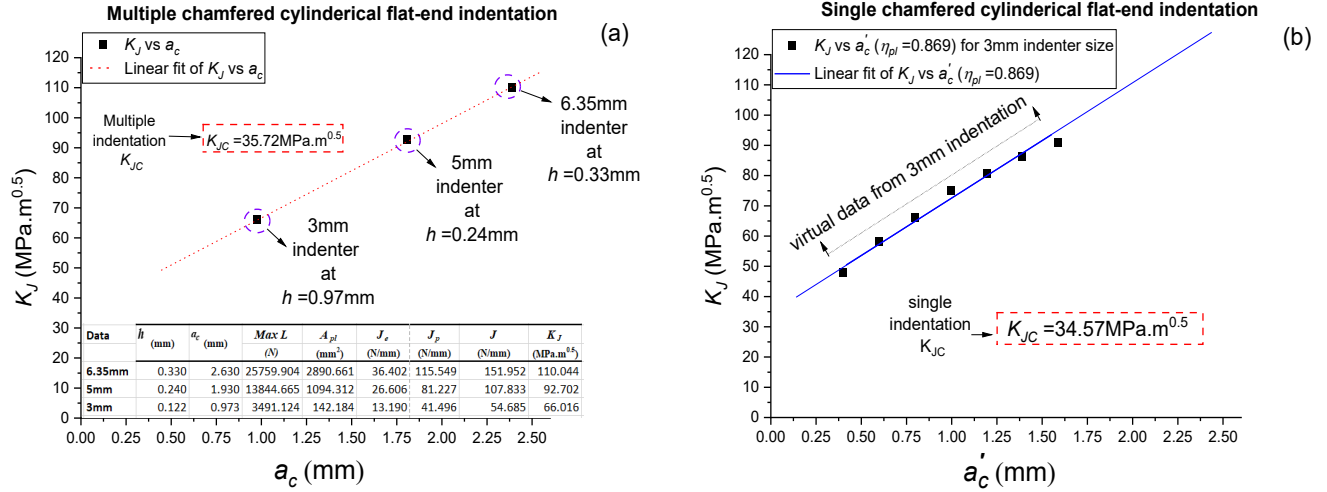 Multiple chamfered cylinderical flat-end indentation
(a)
K_J vs a_c
Linear fit of K_J vs a_c
Multiple
indentation
K_JC
K_JC =35.72MPa.m^0.5
6.35mm
indenter
at
h =0.33mm
5mm
indenter
at
h =0.24mm
3mm
indenter
at
h =0.97mm
K_J (MPa.m^0.5)
120
110
100
90
80
70
60
50
40
30
20
10
0
Data h (mm) a_c (mm) Max L (N) A_pl (mm²) J_e (N/mm) J_p (N/mm) J (N/mm) K_J (MPa.m^0.5)
6.35mm 0.330 2.630 25759.904 2890.661 36.402 115.549 151.952 110.044
5mm 0.240 1.930 13844.665 1094.312 26.606 81.227 107.833 92.702
3mm 0.122 0.973 3491.124 142.184 13.190 41.496 54.685 66.016
0.00 0.25 0.50 0.75 1.00 1.25 1.50 1.75 2.00 2.25 2.50
a_c (mm)
Single chamfered cylinderical flat-end indentation
(b)
K_J vs a_c' (η_pl =0.869) for 3mm indenter size
Linear fit of K_J vs a_c' (η_pl =0.869)
virtual data from 3mm indentation
single
indentation
K_JC
K_JC =34.57MPa.m^0.5
K_J (MPa.m^0.5)
120
110
100
90
80
70
60
50
40
30
20
10
0
0.00 0.25 0.50 0.75 1.00 1.25 1.50 1.75 2.00 2.25 2.50
a_c' (mm)